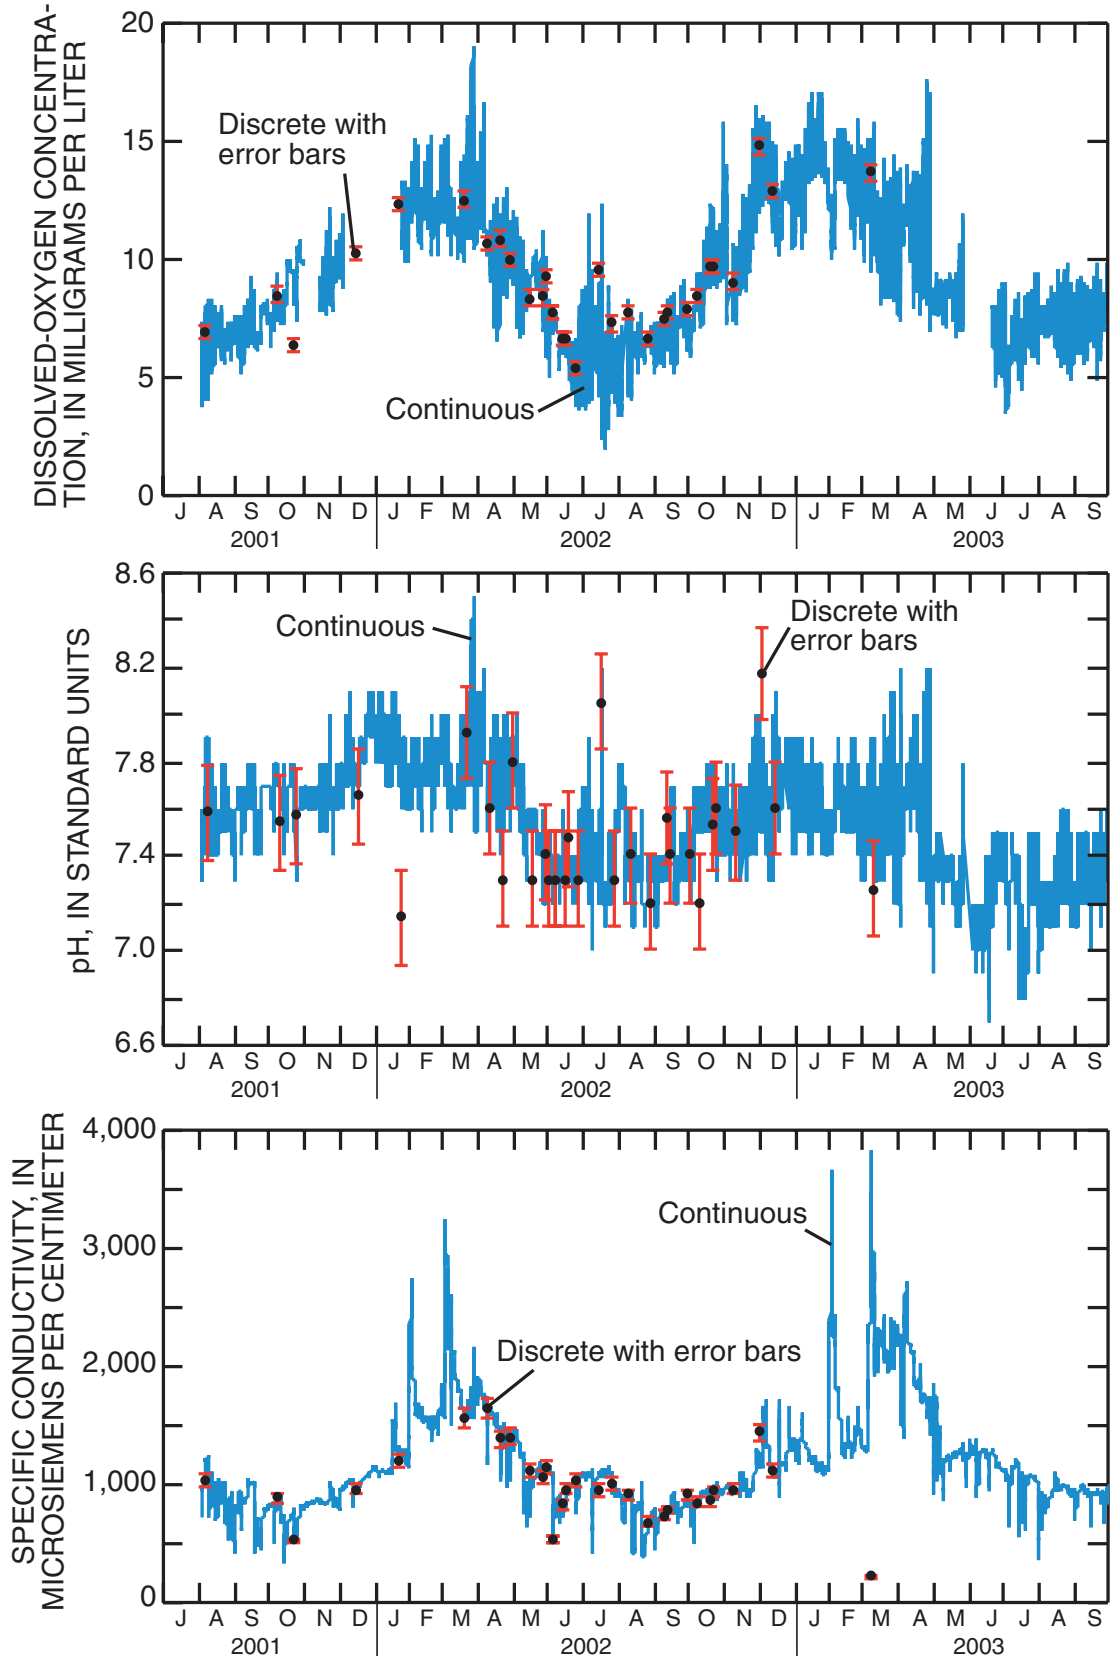 DISSOLVED-OXYGEN CONCENTRA-
TION, IN MILLIGRAMS PER LITER
20
15
10
5
0
Discrete with
error bars
Continuous
J A S O N D J F M A M J J A S O N D J F M A M J J A S
2001 2002 2003
pH, IN STANDARD UNITS
8.6
8.2
7.8
7.4
7.0
6.6
Continuous
Discrete with
error bars
J A S O N D J F M A M J J A S O N D J F M A M J J A S
2001 2002 2003
SPECIFIC CONDUCTIVITY, IN
MICROSIEMENS PER CENTIMETER
4,000
3,000
2,000
1,000
0
Continuous
Discrete with error bars
J A S O N D J F M A M J J A S O N D J F M A M J J A S
2001 2002 2003